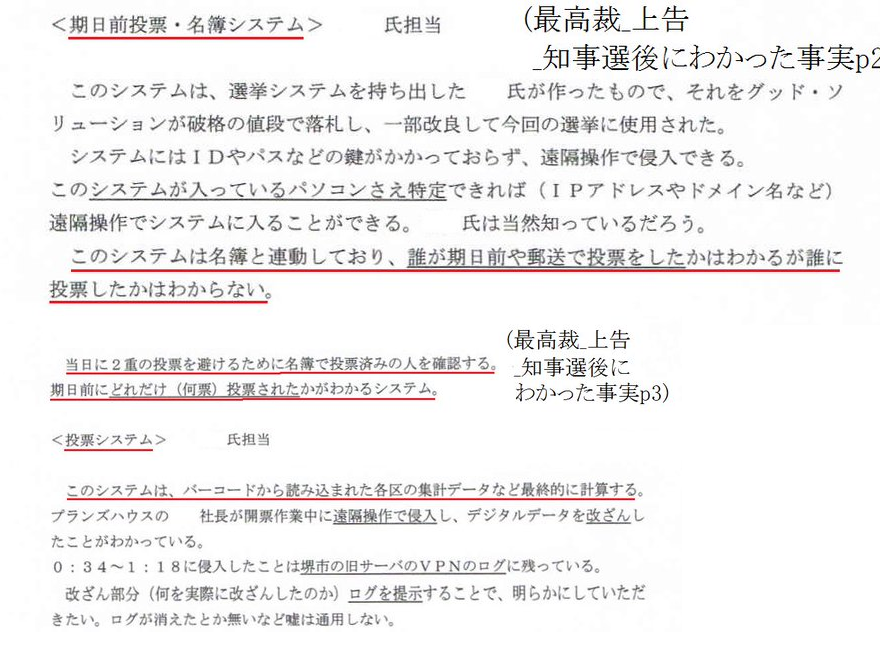 ＜期日前投票・名簿システム＞　　　氏担当
（最高裁_上告
_知事選後にわかった事実p2
このシステムは、選挙システムを持ち出した　　氏が作ったもので、それをグッド・ソ
リューションが破格の値段で落札し、一部改良して今回の選挙に使用された。
システムにはＩＤやパスなどの鍵がかかっておらず、遠隔操作で侵入できる。
このシステムが入っているパソコンさえ特定できれば（ＩＰアドレスやドメイン名など）
遠隔操作でシステムに入ることができる。　　氏は当然知っているだろう。
このシステムは名簿と連動しており、誰が期日前や郵送で投票をしたかはわかるが誰に
投票したかはわからない。
（最高裁_上告
_知事選後に
わかった事実p3）
当日に２重の投票を避けるために名簿で投票済みの人を確認する。
期日前にどれだけ（何票）投票されたかがわかるシステム。
＜投票システム＞　　　氏担当
このシステムは、バーコードから読み込まれた各区の集計データなど最終的に計算する。
プランズハウスの　　社長が開票作業中に遠隔操作で侵入し、デジタルデータを改ざんし
たことがわかっている。
０：３４～１：１８に侵入したことは堺市の旧サーバのＶＰＮのログに残っている。
改ざん部分（何を実際に改ざんしたのか）ログを提示することで、明らかにしていただ
きたい。ログが消えたとか無いなど嘘は通用しない。